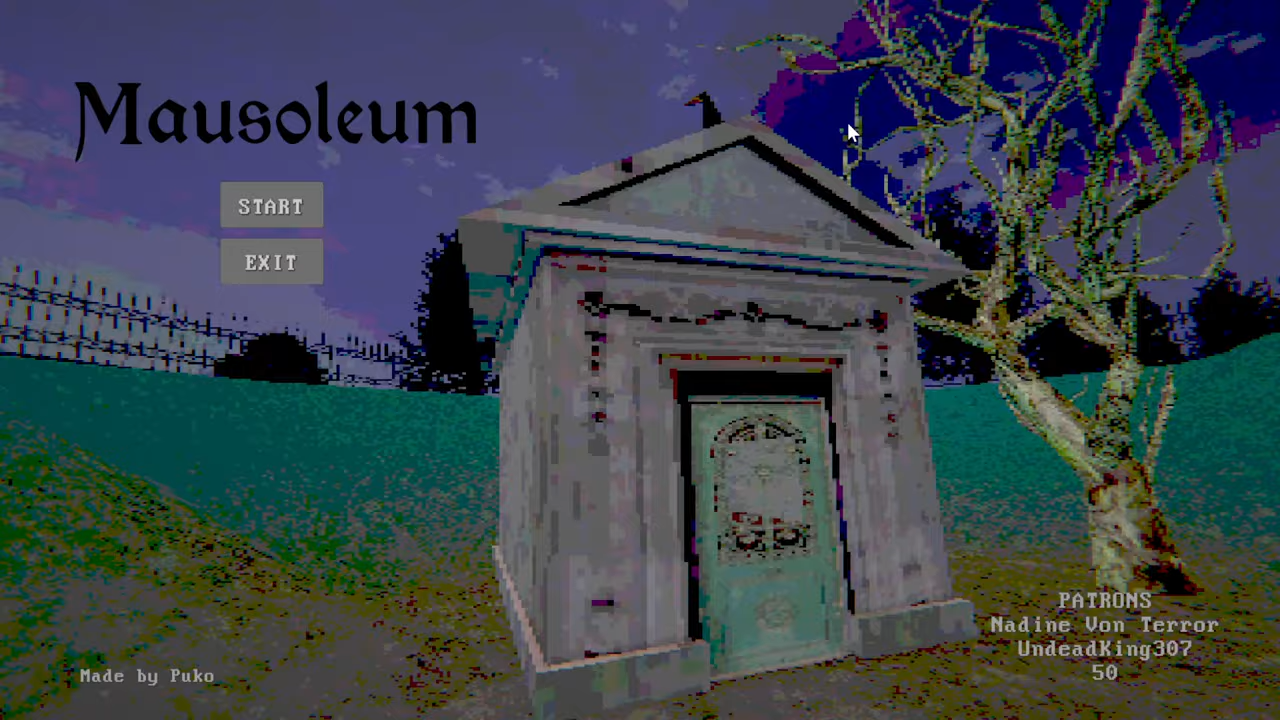 Mausoleum
START
EXIT
PATRONS
Nadine Von Terror
UndeadKing307
50
Made by Puko